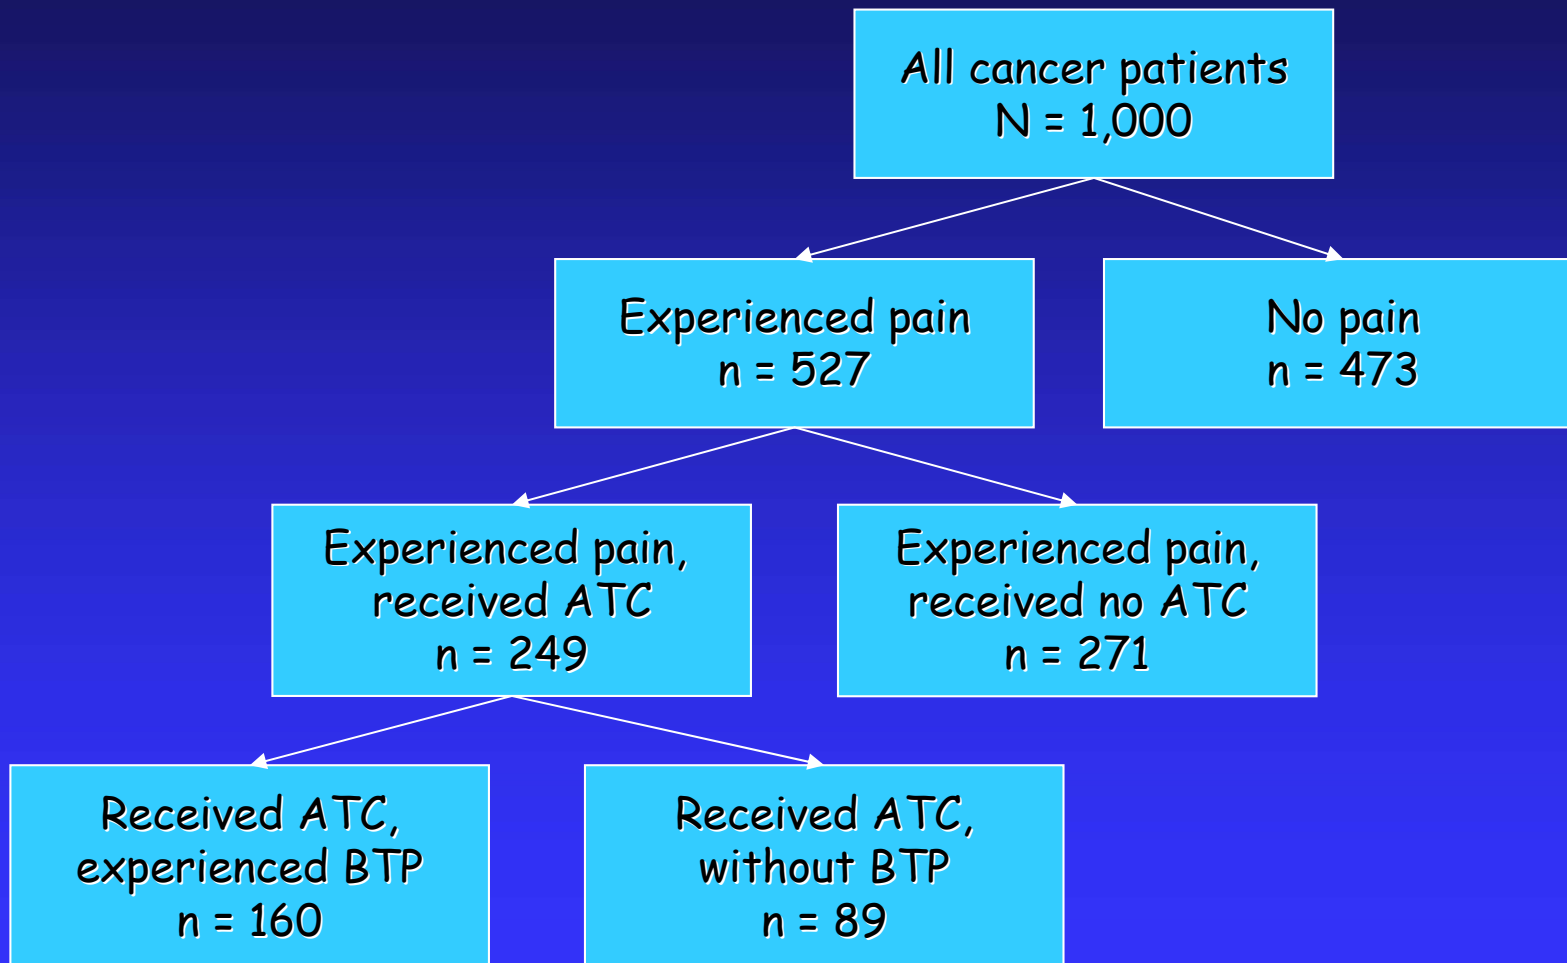 All cancer patients
N = 1,000
Experienced pain
n = 527
No pain
n = 473
Experienced pain,
received ATC
n = 249
Experienced pain,
received no ATC
n = 271
Received ATC,
experienced BTP
n = 160
Received ATC,
without BTP
n = 89